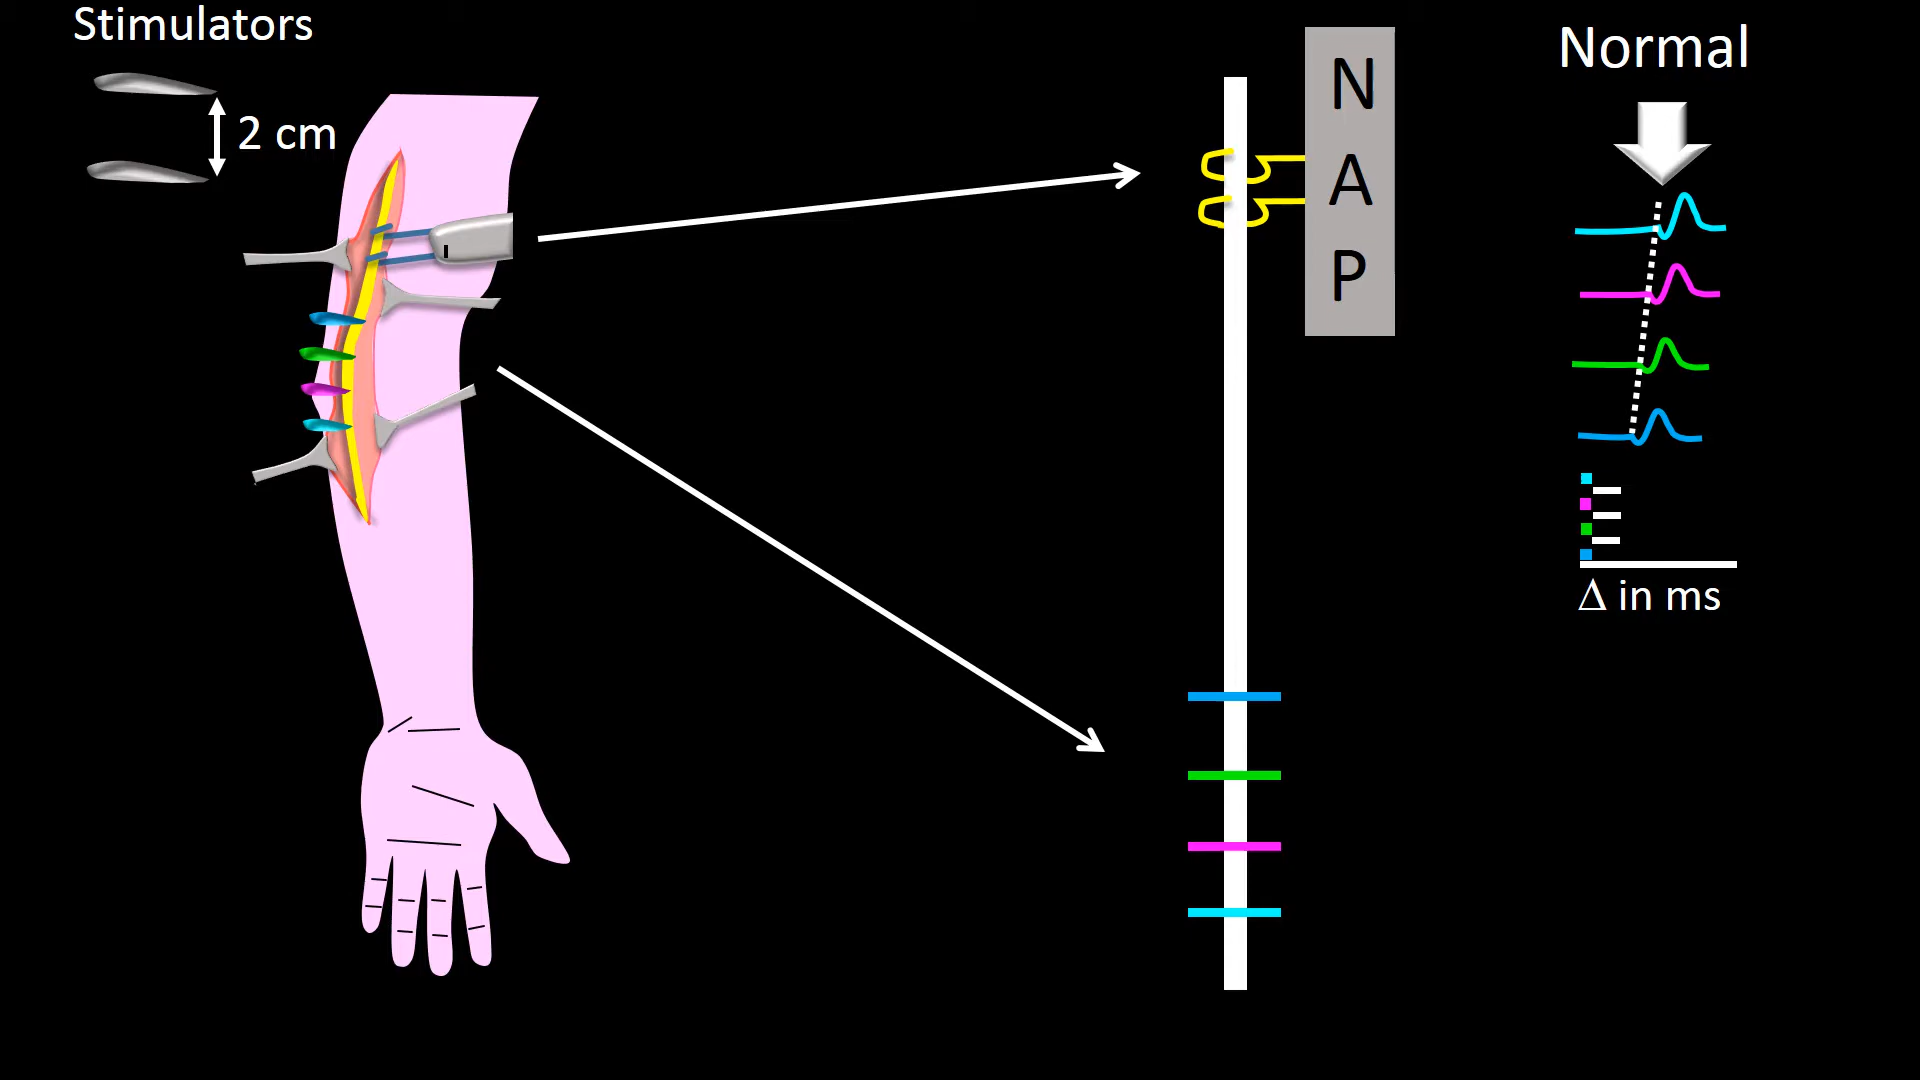 Stimulators
2 cm
N
A
P
Normal
Δ in ms